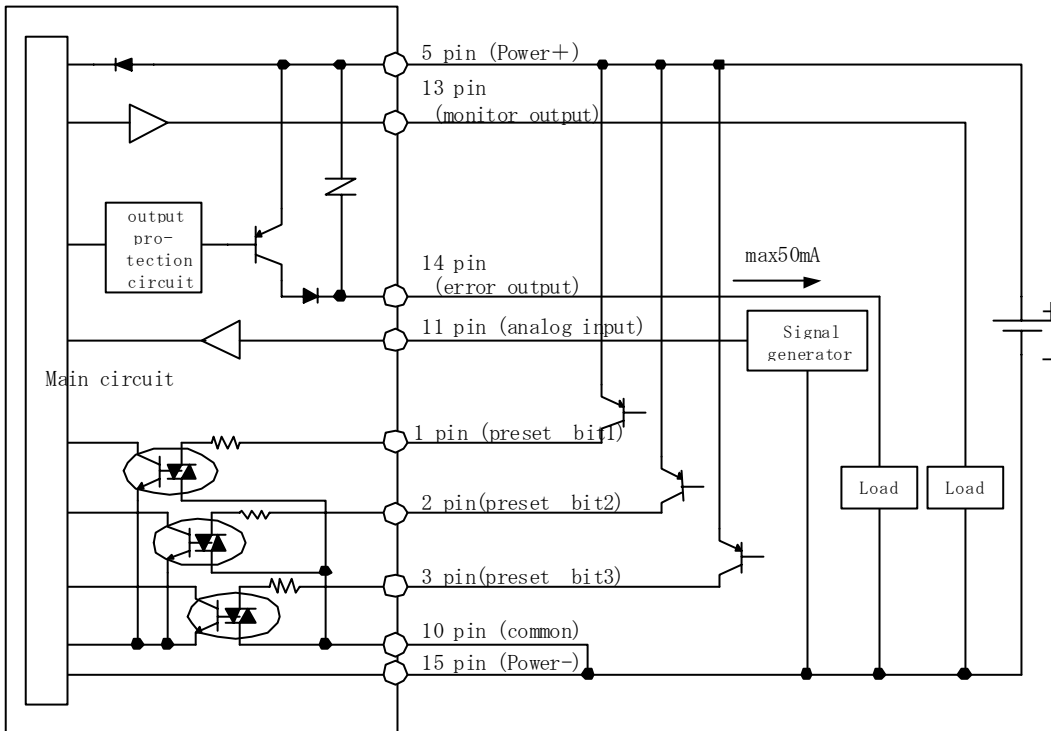 5 pin (Power＋)
13 pin
(monitor output)
output
pro-
tection
circuit
14 pin
(error output)
max50mA
11 pin (analog input)
Signal
generator
+
-
Main circuit
1 pin (preset bit1)
2 pin(preset bit2)
3 pin(preset bit3)
Load
Load
10 pin (common)
15 pin (Power-)